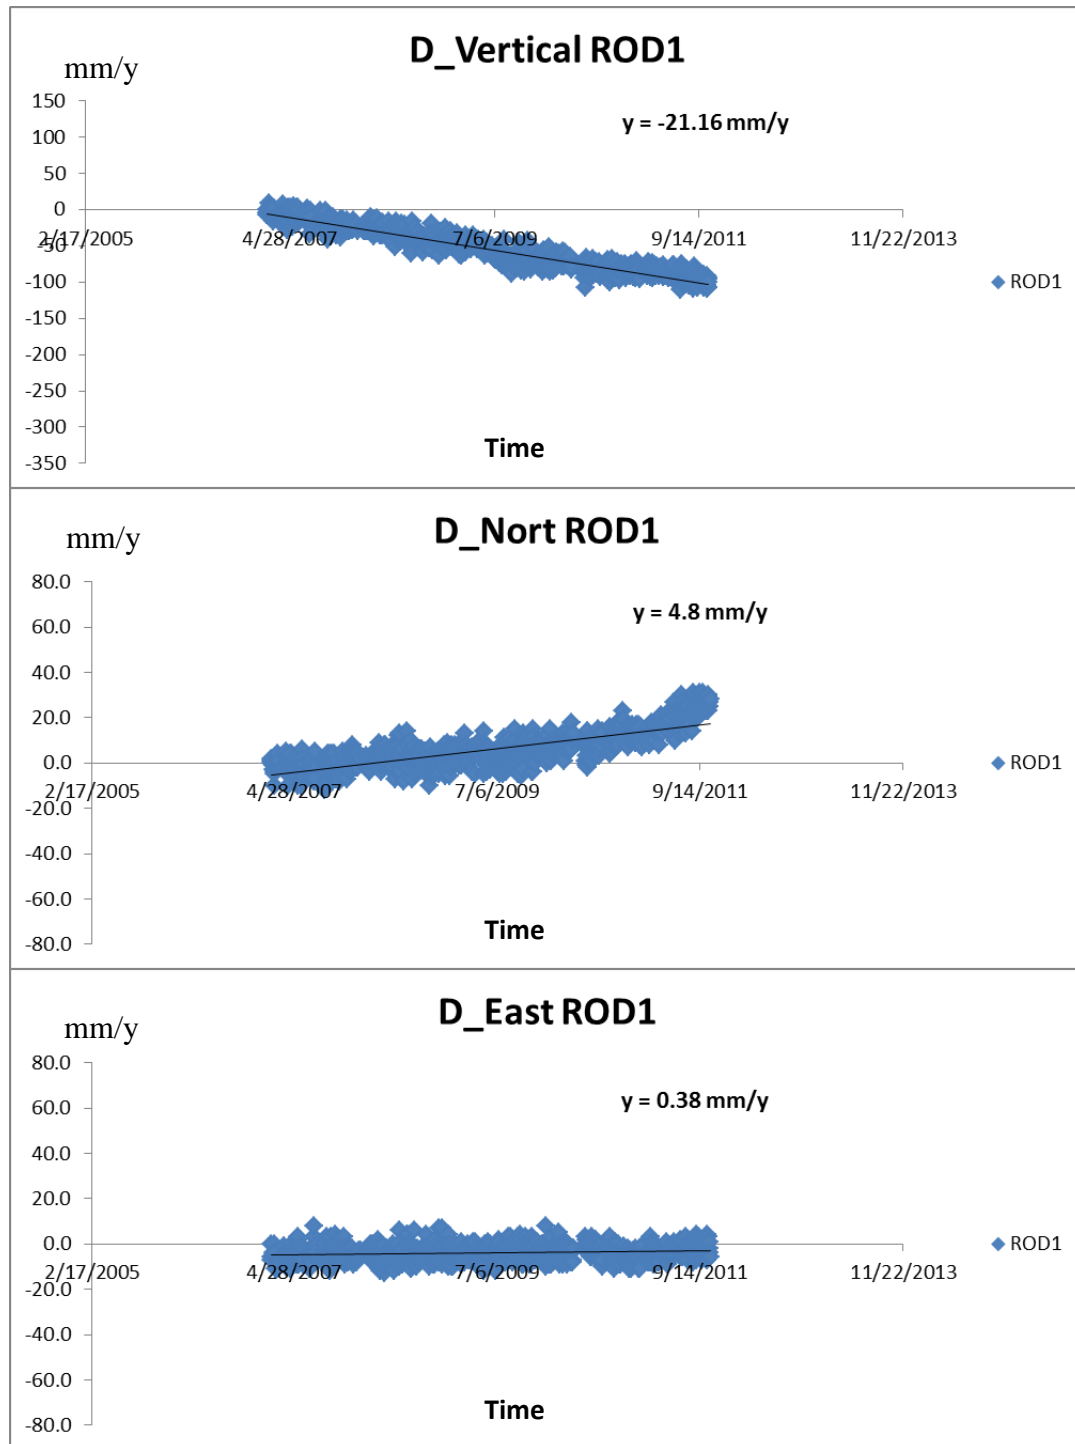 D_Vertical ROD1
mm/y
y = -21.16 mm/y
150
100
50
0
-50
-100
-150
-200
-250
-300
-350
2/17/2005
4/28/2007
7/6/2009
9/14/2011
11/22/2013
ROD1
Time
D_Nort ROD1
mm/y
y = 4.8 mm/y
80.0
60.0
40.0
20.0
0.0
-20.0
-40.0
-60.0
-80.0
2/17/2005
4/28/2007
7/6/2009
9/14/2011
11/22/2013
ROD1
Time
D_East ROD1
mm/y
y = 0.38 mm/y
80.0
60.0
40.0
20.0
0.0
-20.0
-40.0
-60.0
-80.0
2/17/2005
4/28/2007
7/6/2009
9/14/2011
11/22/2013
ROD1
Time